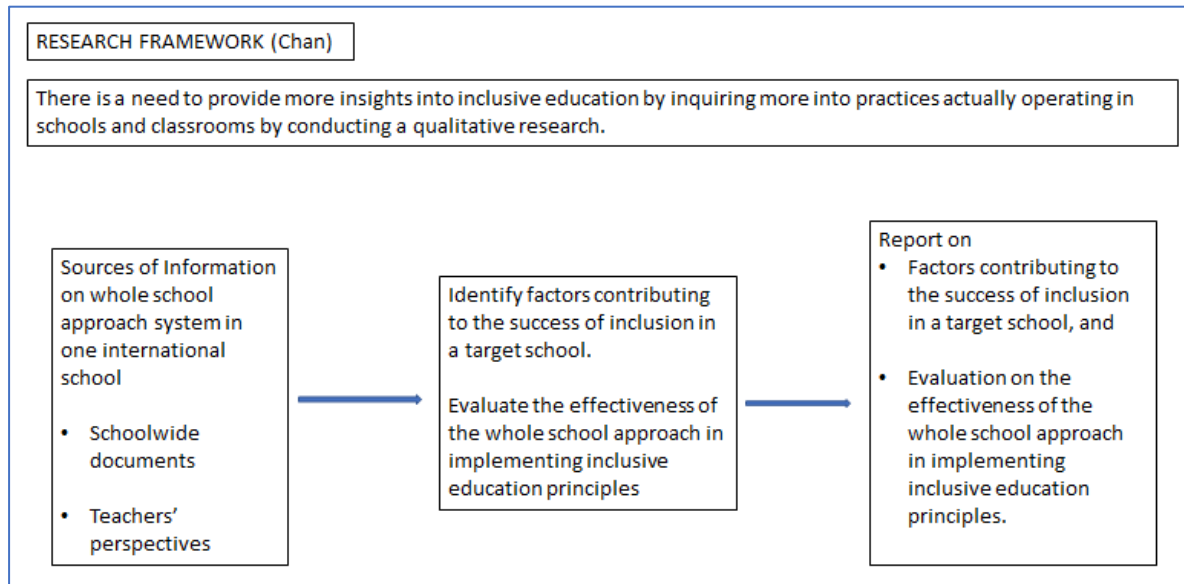 RESEARCH FRAMEWORK (Chan)
There is a need to provide more insights into inclusive education by inquiring more into practices actually operating in
schools and classrooms by conducting a qualitative research.
Sources of Information
on whole school
approach system in
one international
school
• Schoolwide
documents
• Teachers'
perspectives
Identify factors contributing
to the success of inclusion in
a target school.
Evaluate the effectiveness of
the whole school approach in
implementing inclusive
education principles
Report on
• Factors contributing to
the success of inclusion
in a target school, and
• Evaluation on the
effectiveness of the
whole school approach
in implementing
inclusive education
principles.